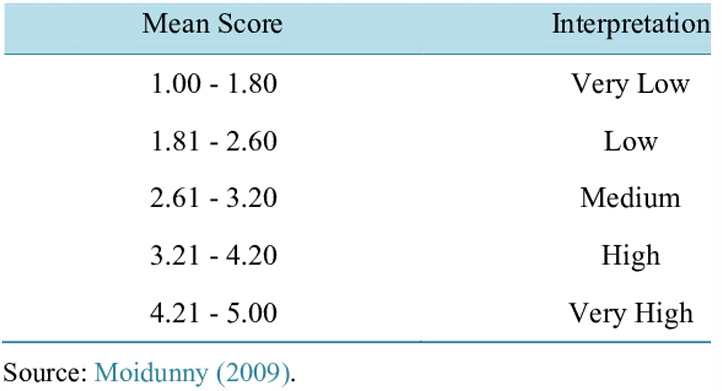 Mean Score Interpretation
1.00 - 1.80 Very Low
1.81 - 2.60 Low
2.61 - 3.20 Medium
3.21 - 4.20 High
4.21 - 5.00 Very High
Source: Moidunny (2009).